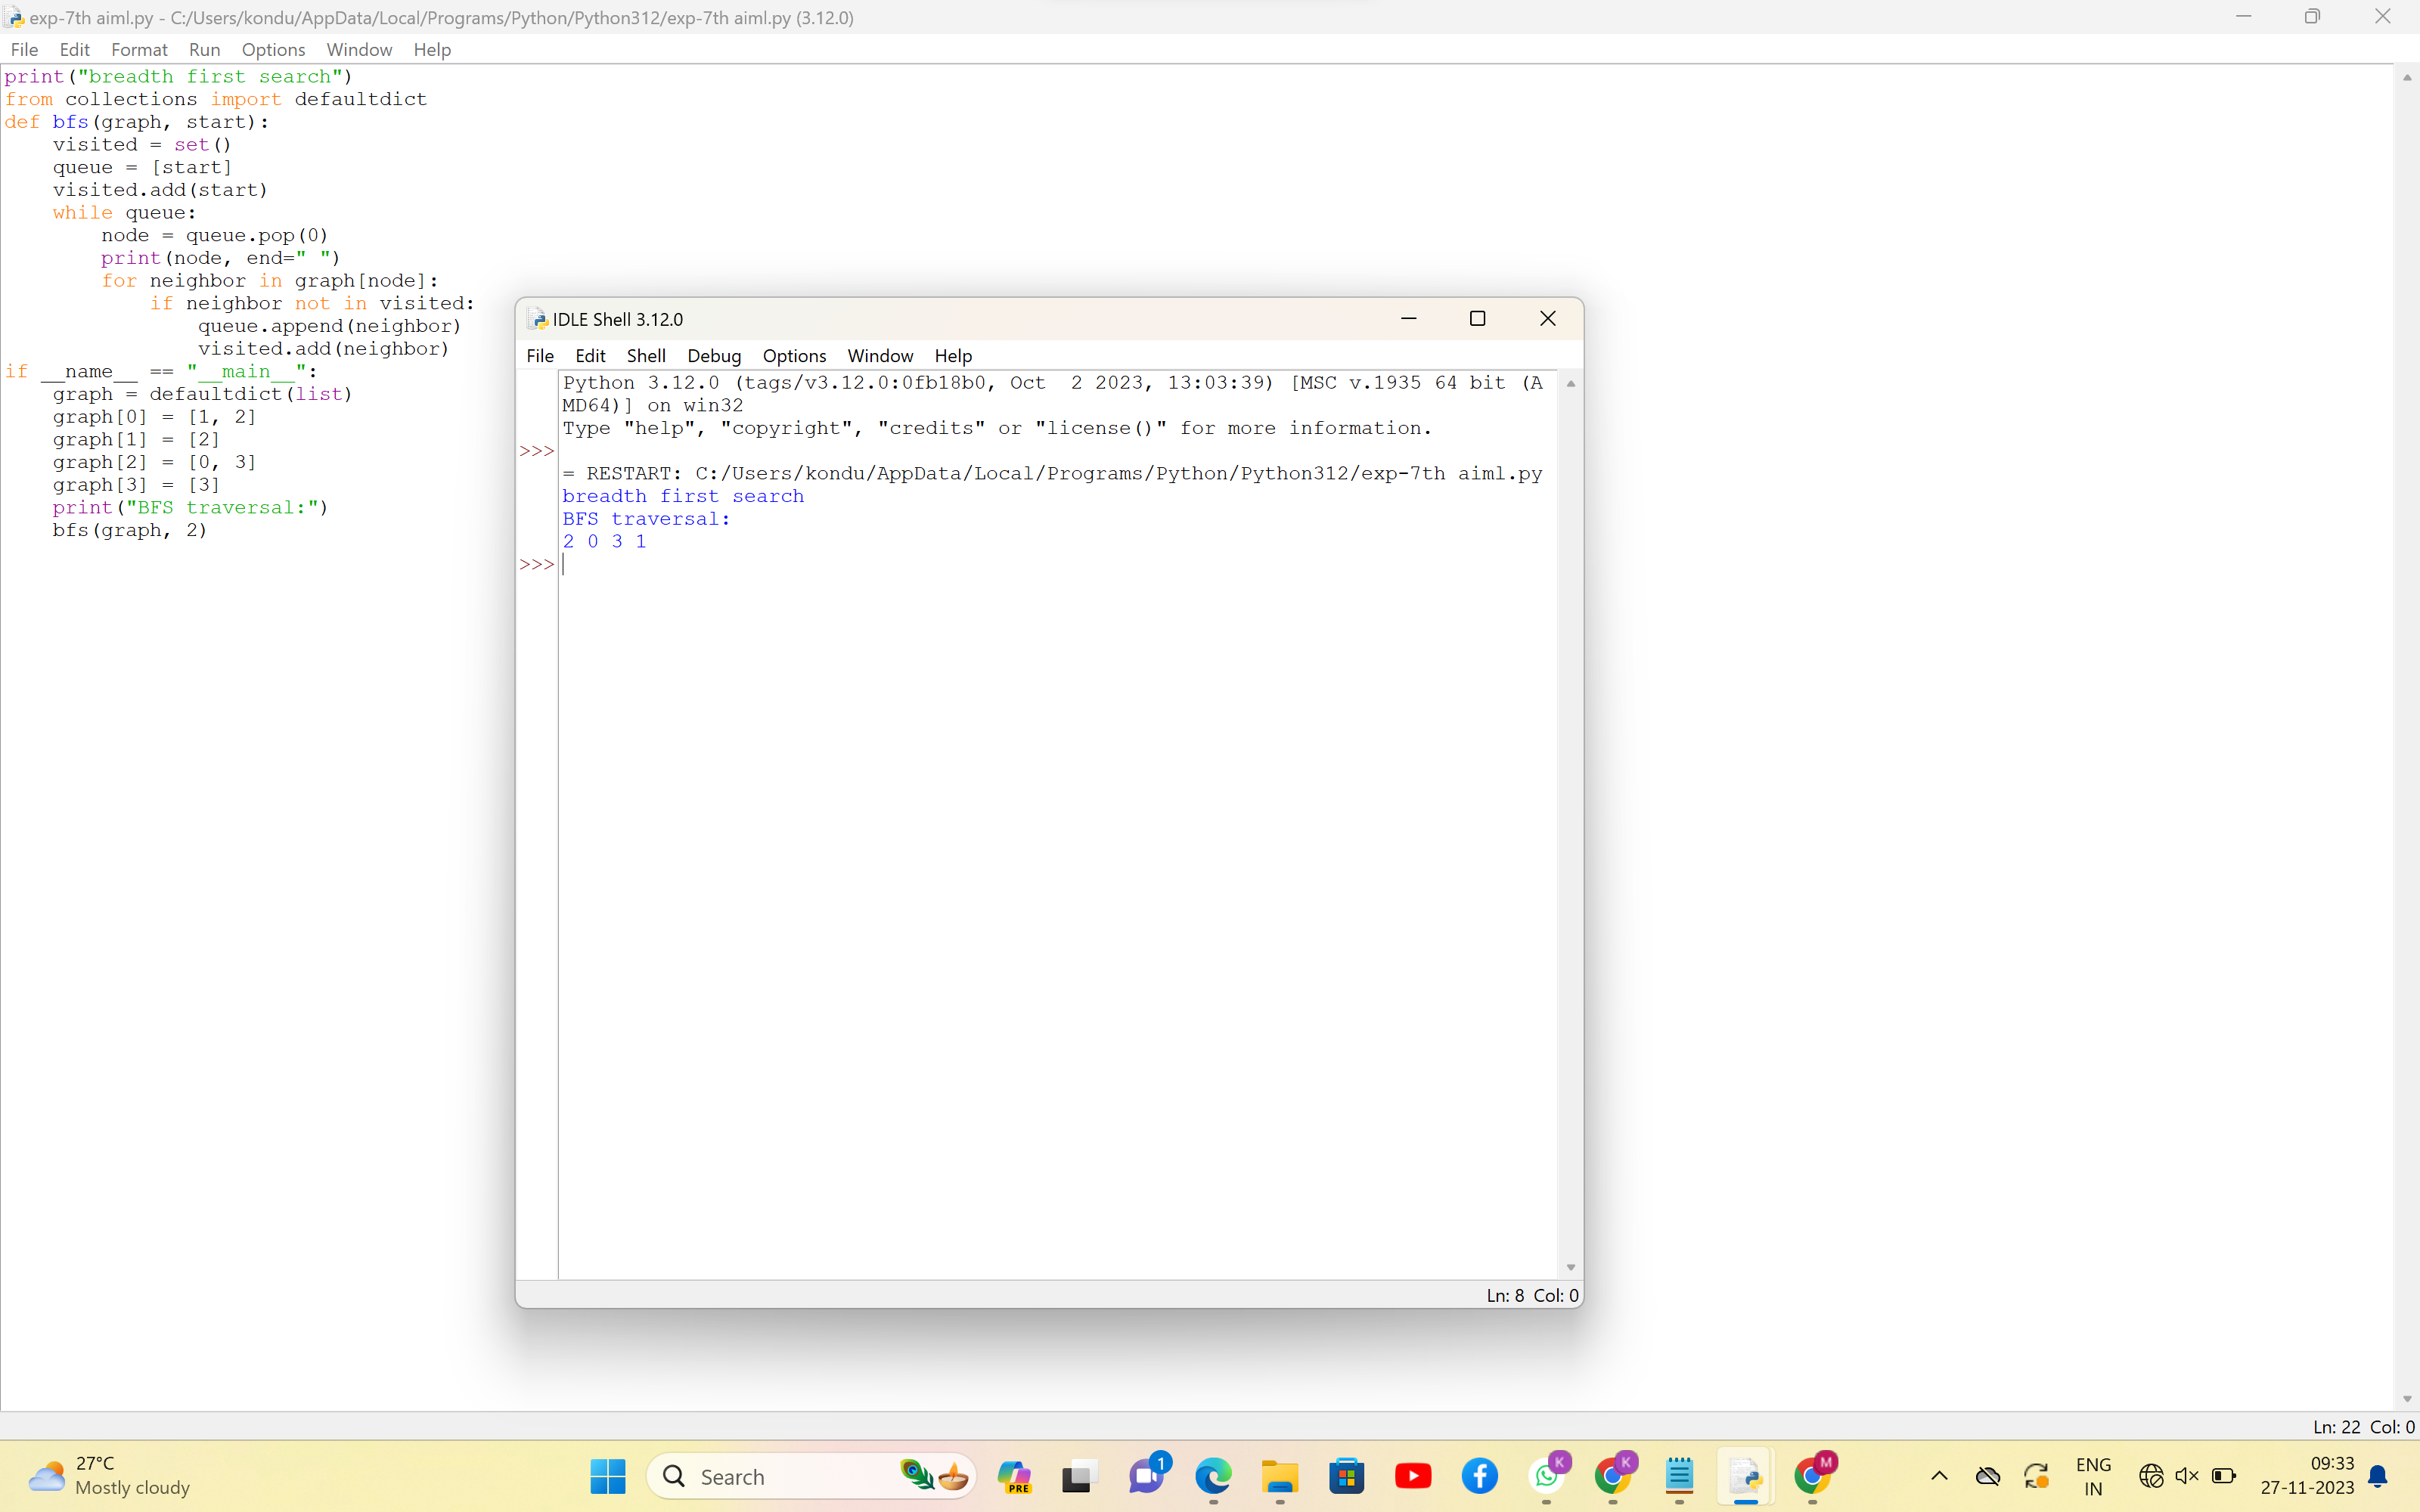 exp-7th aiml.py - C:/Users/kondu/AppData/Local/Programs/Python/Python312/exp-7th aiml.py (3.12.0)
File Edit Format Run Options Window Help
print("breadth first search")
from collections import defaultdict
def bfs(graph, start):
    visited = set()
    queue = [start]
    visited.add(start)
    while queue:
        node = queue.pop(0)
        print(node, end=" ")
        for neighbor in graph[node]:
            if neighbor not in visited:
                queue.append(neighbor)
                visited.add(neighbor)
if __name__ == "__main__":
    graph = defaultdict(list)
    graph[0] = [1, 2]
    graph[1] = [2]
    graph[2] = [0, 3]
    graph[3] = [3]
    print("BFS traversal:")
    bfs(graph, 2)
IDLE Shell 3.12.0
File Edit Shell Debug Options Window Help
Python 3.12.0 (tags/v3.12.0:0fb18b0, Oct  2 2023, 13:03:39) [MSC v.1935 64 bit (A
MD64)] on win32
Type "help", "copyright", "credits" or "license()" for more information.
>>>
= RESTART: C:/Users/kondu/AppData/Local/Programs/Python/Python312/exp-7th aiml.py
breadth first search
BFS traversal:
2 0 3 1
>>>
Ln: 8 Col: 0
Ln: 22 Col: 0
27°C
Mostly cloudy
Search
PRE
1
K
K
M
ENG
IN
09:33
27-11-2023